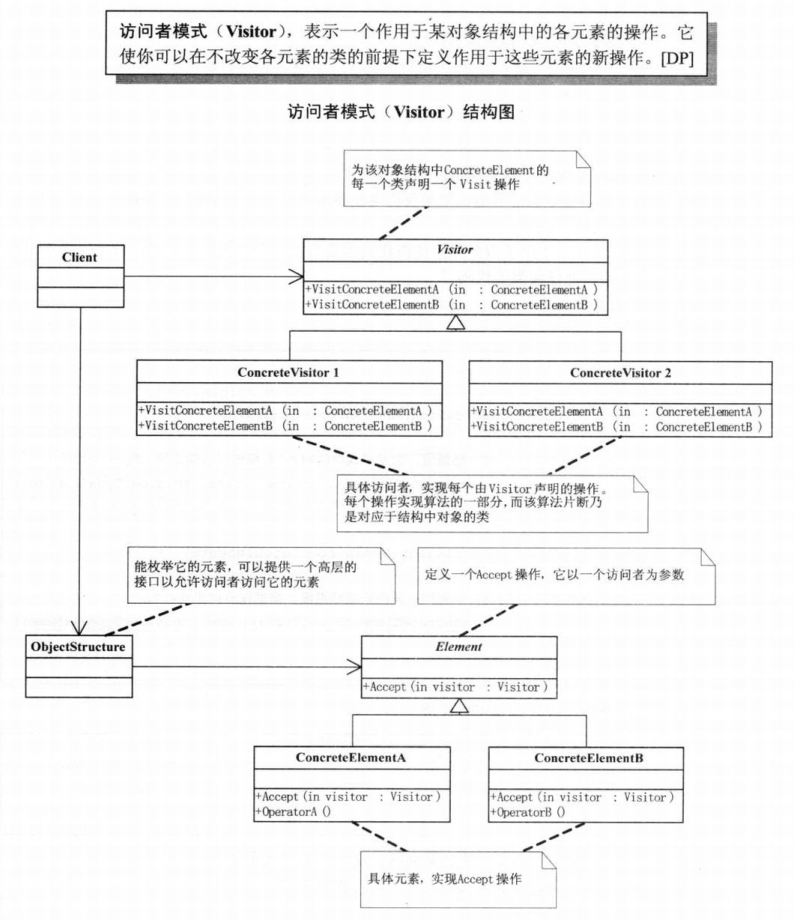 访问者模式（Visitor），表示一个作用于某对象结构中的各元素的操作。它
使你可以在不改变各元素的类的前提下定义作用于这些元素的新操作。[DP]
访问者模式（Visitor）结构图
为该对象结构中ConcreteElement的
每一个类声明一个 Visit 操作
Client
Visitor
+VisitConcreteElementA (in : ConcreteElementA )
+VisitConcreteElementB (in : ConcreteElementB )
ConcreteVisitor 1
+VisitConcreteElementA (in : ConcreteElementA )
+VisitConcreteElementB (in : ConcreteElementB )
ConcreteVisitor 2
+VisitConcreteElementA (in : ConcreteElementA )
+VisitConcreteElementB (in : ConcreteElementB )
具体访问者，实现每个由Visitor 声明的操作。
每个操作实现算法的一部分，而该算法片断乃
是对应于结构中对象的类
能枚举它的元素，可以提供一个高层的
接口以允许访问者访问它的元素
定义一个Accept 操作，它以一个访问者为参数
ObjectStructure
Element
+Accept (in visitor : Visitor)
ConcreteElementA
+Accept (in visitor : Visitor)
+OperatorA ()
ConcreteElementB
+Accept (in visitor : Visitor)
+OperatorB ()
具体元素，实现Accept 操作